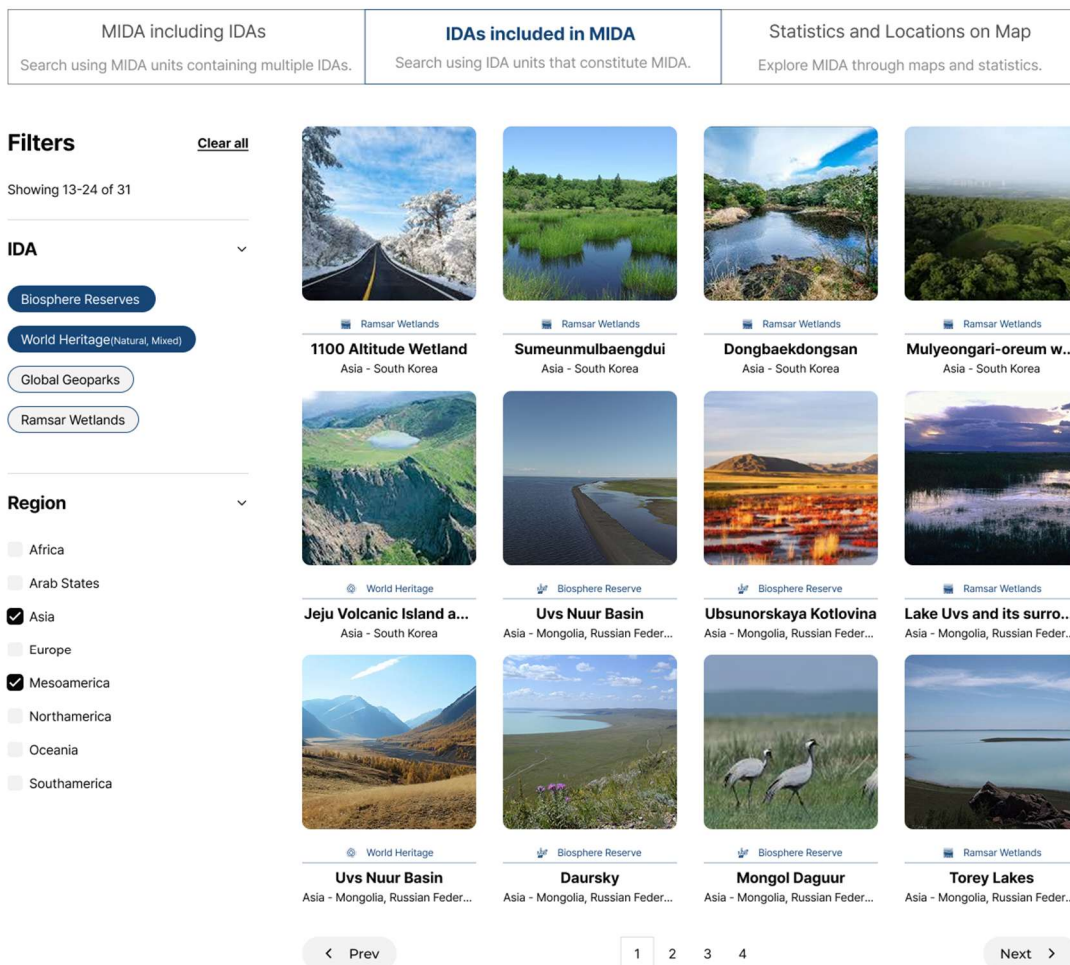 MIDA including IDAs
Search using MIDA units containing multiple IDAs.
IDAs included in MIDA
Search using IDA units that constitute MIDA.
Statistics and Locations on Map
Explore MIDA through maps and statistics.
Filters
Clear all
Showing 13-24 of 31
IDA
Biosphere Reserves
World Heritage(Natural, Mixed)
Global Geoparks
Ramsar Wetlands
Region
Africa
Arab States
Asia
Europe
Mesoamerica
Northamerica
Oceania
Southamerica
Ramsar Wetlands
1100 Altitude Wetland
Asia - South Korea
Ramsar Wetlands
Sumeunmulbaengdui
Asia - South Korea
Ramsar Wetlands
Dongbaekdongsan
Asia - South Korea
Ramsar Wetlands
Mulyeongari-oreum w...
Asia - South Korea
World Heritage
Jeju Volcanic Island a...
Asia - South Korea
Biosphere Reserve
Uvs Nuur Basin
Asia - Mongolia, Russian Feder...
Biosphere Reserve
Ubsunorskaya Kotlovina
Asia - Mongolia, Russian Feder...
Ramsar Wetlands
Lake Uvs and its surro...
Asia - Mongolia, Russian Feder...
World Heritage
Uvs Nuur Basin
Asia - Mongolia, Russian Feder...
Biosphere Reserve
Daursky
Asia - Mongolia, Russian Feder...
Biosphere Reserve
Mongol Daguur
Asia - Mongolia, Russian Feder...
Ramsar Wetlands
Torey Lakes
Asia - Mongolia, Russian Feder...
Prev
1 2 3 4
Next